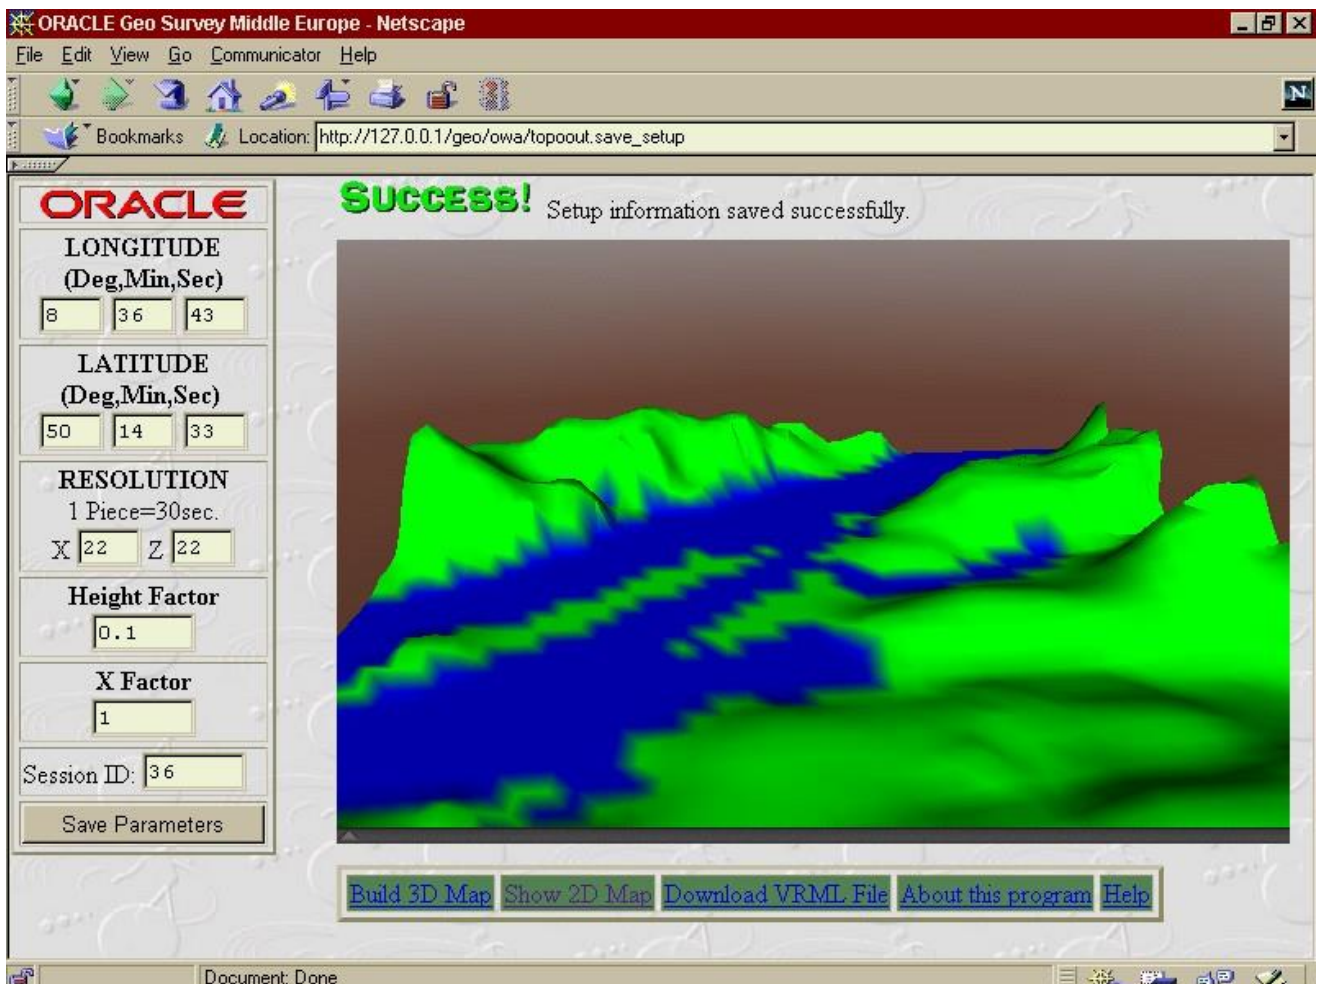 ORACLE Geo Survey Middle Europe - Netscape
File Edit View Go Communicator Help
N
Bookmarks Location: http://127.0.0.1/geo/owa/topoout.save_setup
ORACLE
SUCCESS! Setup information saved successfully.
LONGITUDE
(Deg,Min,Sec)
8 36 43
LATITUDE
(Deg,Min,Sec)
50 14 33
RESOLUTION
1 Piece=30sec.
X 22 Z 22
Height Factor
0.1
X Factor
1
Session ID: 36
Save Parameters
Build 3D Map Show 2D Map Download VRML File About this program Help
Document: Done